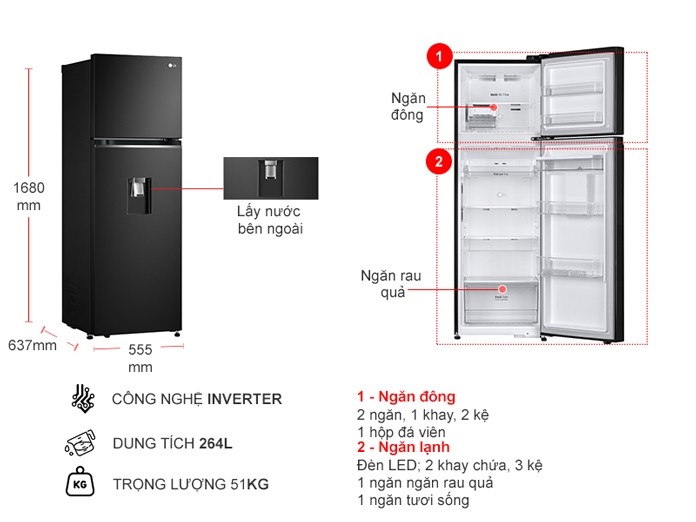 LG
1680
mm
637mm
555
mm
Lấy nước
bên ngoài
1
Ngăn
đông
2
Ngăn rau
quả
CÔNG NGHỆ INVERTER
DUNG TÍCH 264L
KG
TRỌNG LƯỢNG 51KG
1 - Ngăn đông
2 ngăn, 1 khay, 2 kệ
1 hộp đá viên
2 - Ngăn lạnh
Đèn LED; 2 khay chứa, 3 kệ
1 ngăn ngăn rau quả
1 ngăn tươi sống